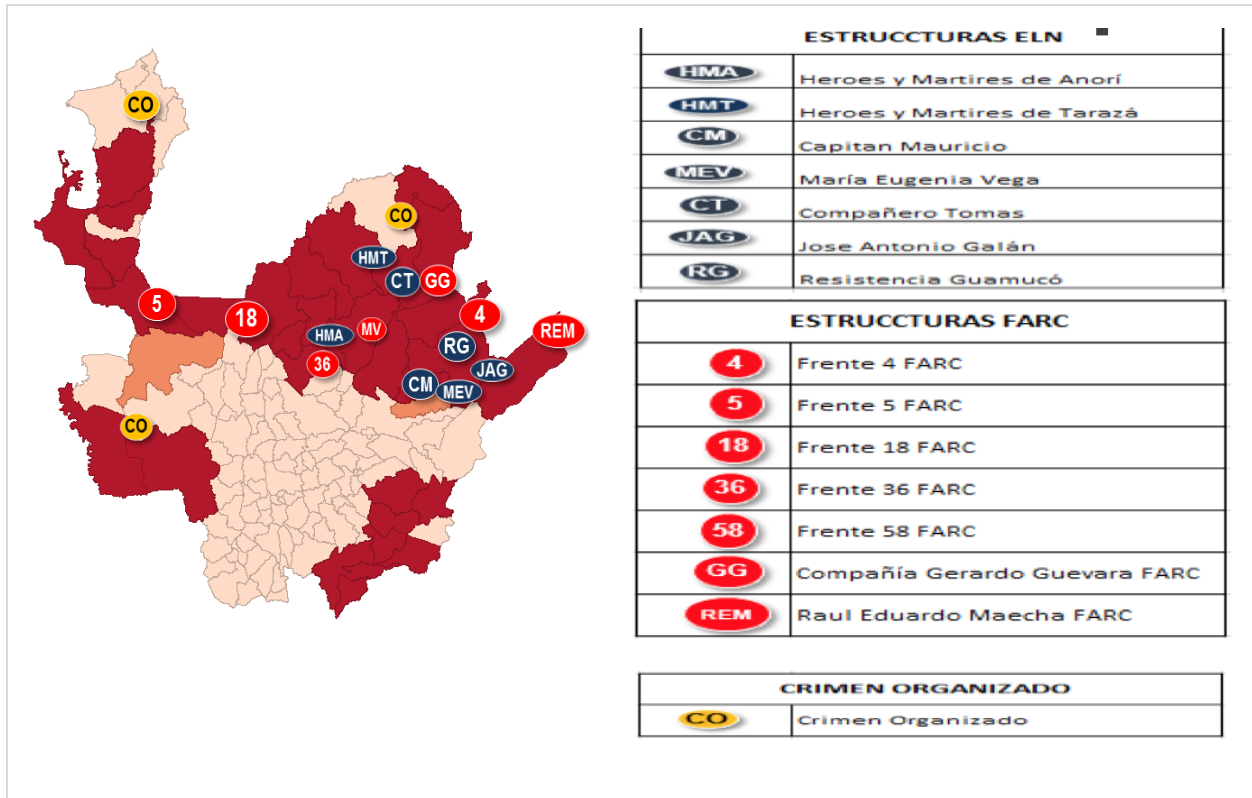 CO
CO
HMT
CT
GG
5
18
4
REM
HMA
MV
RG
36
JAG
CM
MEV
CO
ESTRUCCTURAS ELN
HMA Heroes y Martires de Anorí
HMT Heroes y Martires de Tarazá
CM Capitan Mauricio
MEV María Eugenia Vega
CT Compañero Tomas
JAG Jose Antonio Galán
RG Resistencia Guamucó
ESTRUCCTURAS FARC
4 Frente 4 FARC
5 Frente 5 FARC
18 Frente 18 FARC
36 Frente 36 FARC
58 Frente 58 FARC
GG Compañía Gerardo Guevara FARC
REM Raul Eduardo Maecha FARC
CRIMEN ORGANIZADO
CO Crimen Organizado